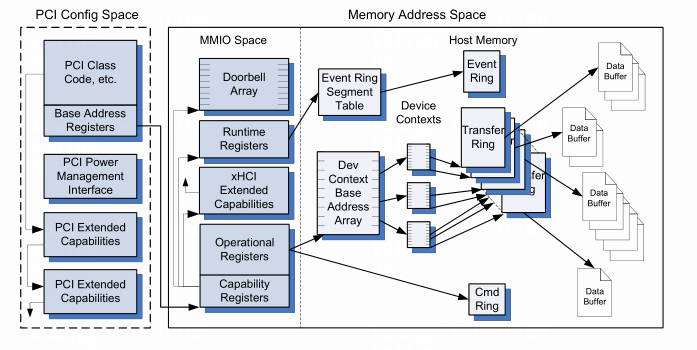 PCI Config Space
Memory Address Space
PCI Class
Code, etc.
Base Address
Registers
PCI Power
Management
Interface
PCI Extended
Capabilities
PCI Extended
Capabilities
MMIO Space
Doorbell
Array
Runtime
Registers
xHCI
Extended
Capabilities
Operational
Registers
Capability
Registers
Host Memory
Event Ring
Segment
Table
Event
Ring
Device
Contexts
Dev
Context
Base
Address
Array
Transfer
Ring
fer
ng
Cmd
Ring
Data
Buffer
Data
Buffer
Data
Buffer
Data
Buffer